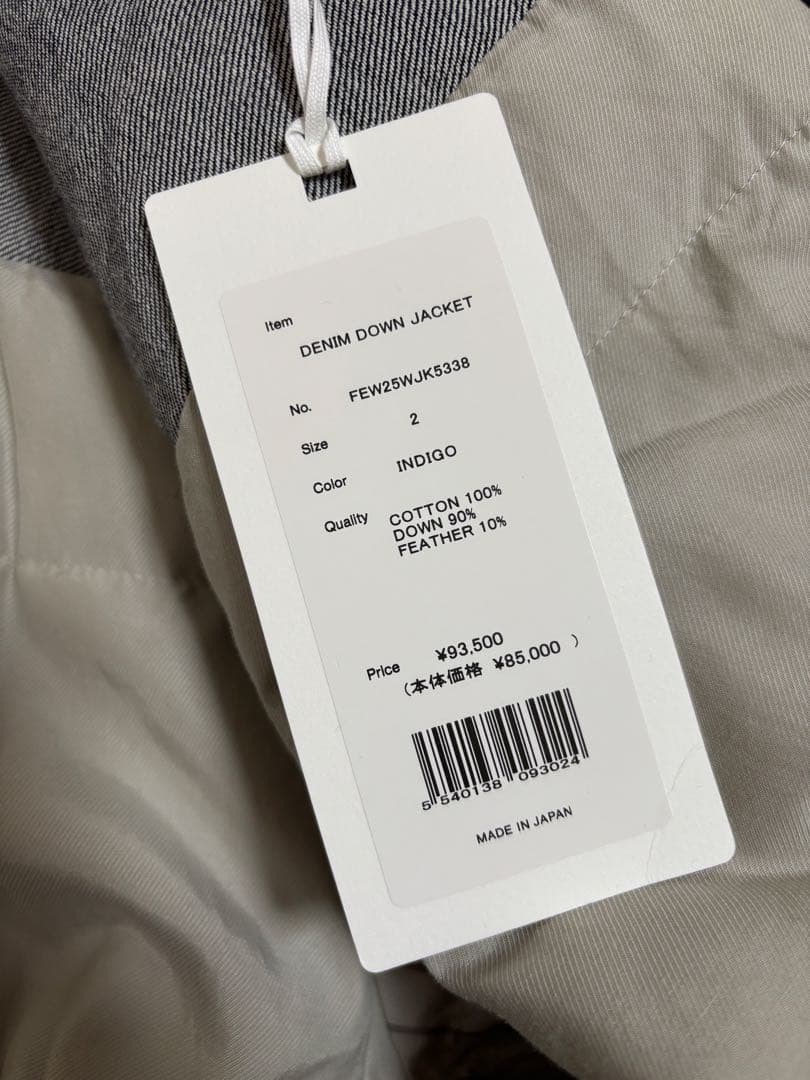 Item DENIM DOWN JACKET
No. FEW25WJK5338
Size 2
Color INDIGO
Quality COTTON 100%
DOWN 90%
FEATHER 10%
Price ¥93,500
(本体価格 ¥85,000 )
5 540138 093024
MADE IN JAPAN